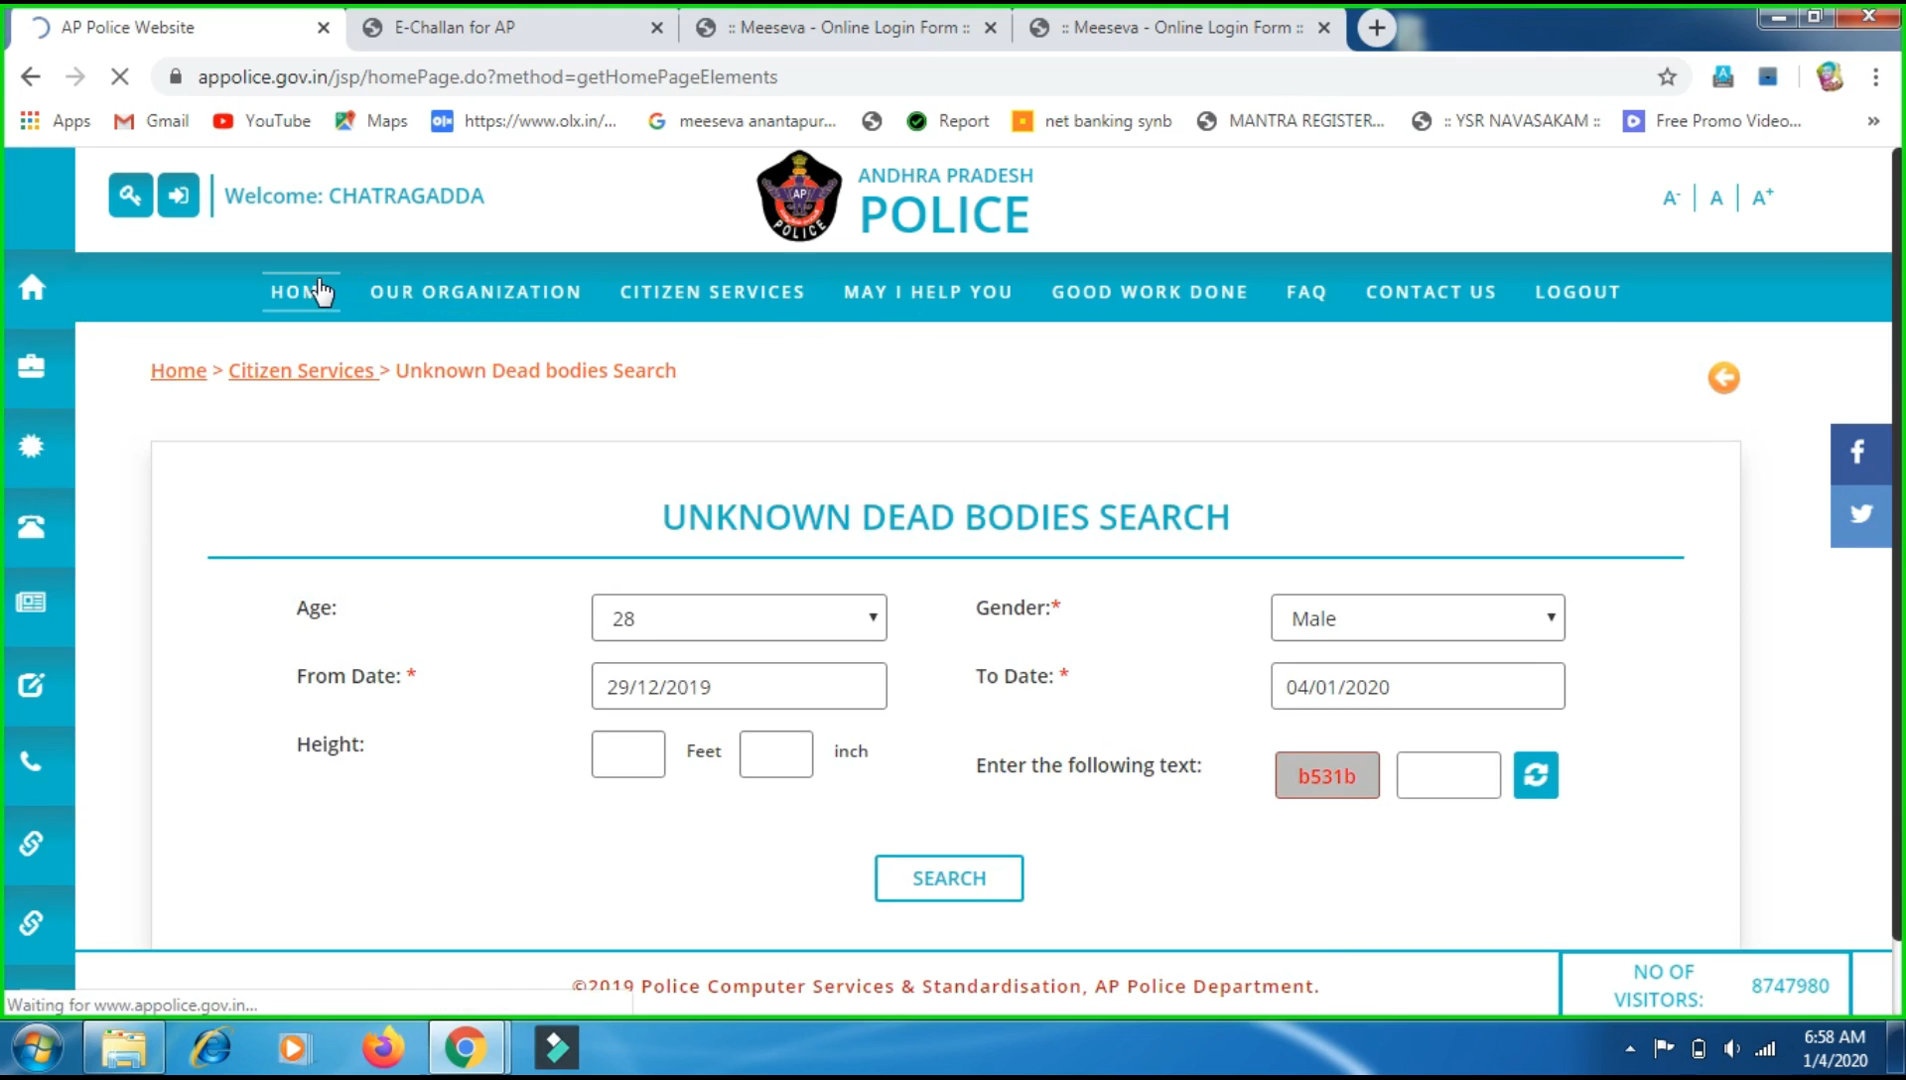 AP Police Website
E-Challan for AP
:: Meeseva - Online Login Form ::
:: Meeseva - Online Login Form ::
appolice.gov.in/jsp/homePage.do?method=getHomePageElements
Apps
Gmail
YouTube
Maps
https://www.olx.in/...
meeseva anantapur...
Report
net banking synb
MANTRA REGISTER...
:: YSR NAVASAKAM ::
Free Promo Video...
»
Welcome: CHATRAGADDA
AP
POLICE
ANDHRA PRADESH
POLICE
A- | A | A+
HOME
OUR ORGANIZATION
CITIZEN SERVICES
MAY I HELP YOU
GOOD WORK DONE
FAQ
CONTACT US
LOGOUT
Home > Citizen Services > Unknown Dead bodies Search
UNKNOWN DEAD BODIES SEARCH
Age: 28 Gender:* Male
From Date: * 29/12/2019 To Date: * 04/01/2020
Height: Feet inch
Enter the following text: b531b
SEARCH
©2019 Police Computer Services & Standardisation, AP Police Department.
NO OF VISITORS: 8747980
Waiting for www.appolice.gov.in...
6:58 AM
1/4/2020